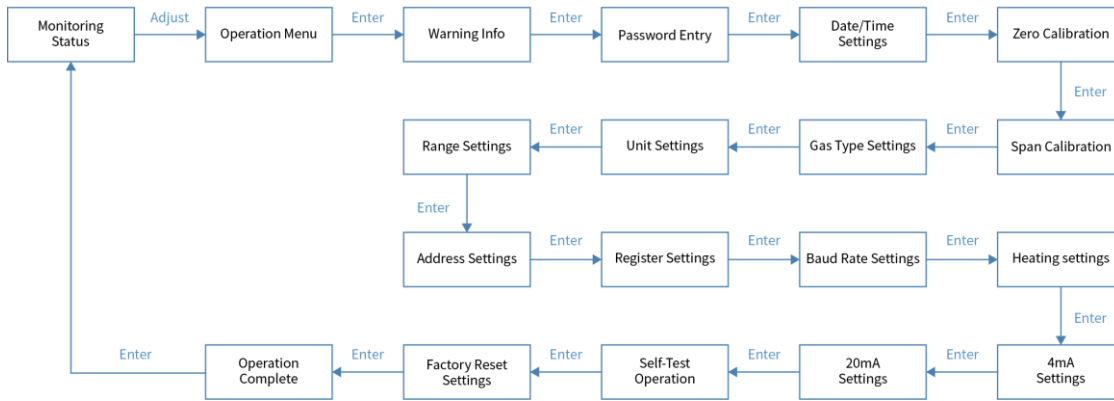 Monitoring
Status
Adjust
Operation Menu
Enter
Warning Info
Enter
Password Entry
Enter
Date/Time
Settings
Enter
Zero Calibration
Enter
Span Calibration
Enter
Gas Type Settings
Enter
Unit Settings
Enter
Range Settings
Enter
Address Settings
Enter
Register Settings
Enter
Baud Rate Settings
Enter
Heating settings
Enter
4mA
Settings
Enter
20mA
Settings
Enter
Self-Test
Operation
Enter
Factory Reset
Settings
Enter
Operation
Complete
Enter